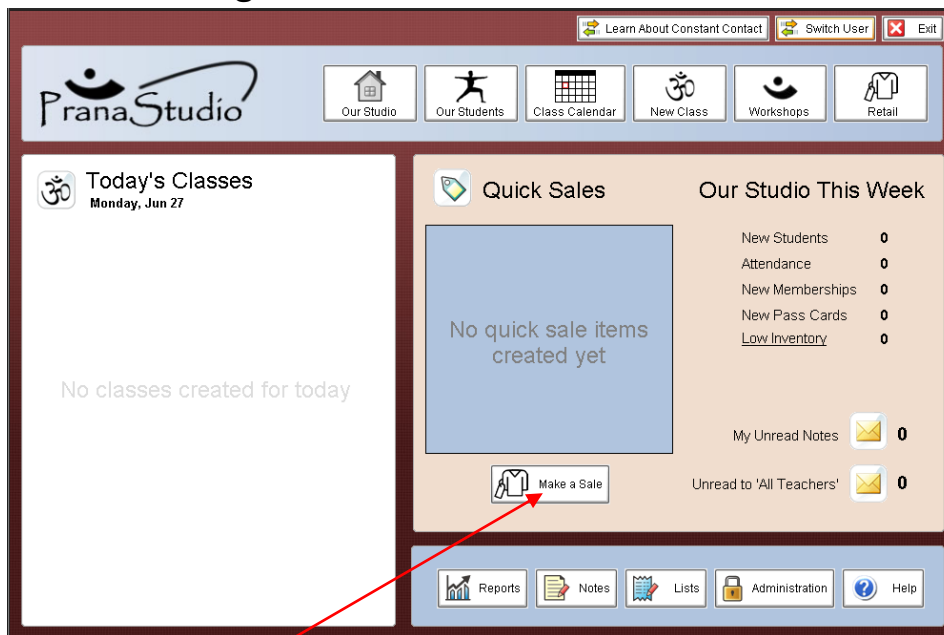 Learn About Constant Contact
Switch User
Exit
PranaStudio
Our Studio
Our Students
Class Calendar
New Class
Workshops
Retail
Today's Classes
Monday, Jun 27
No classes created for today
Quick Sales
No quick sale items
created yet
Make a Sale
Our Studio This Week
New Students 0
Attendance 0
New Memberships 0
New Pass Cards 0
Low Inventory 0
My Unread Notes 0
Unread to 'All Teachers' 0
Reports
Notes
Lists
Administration
Help